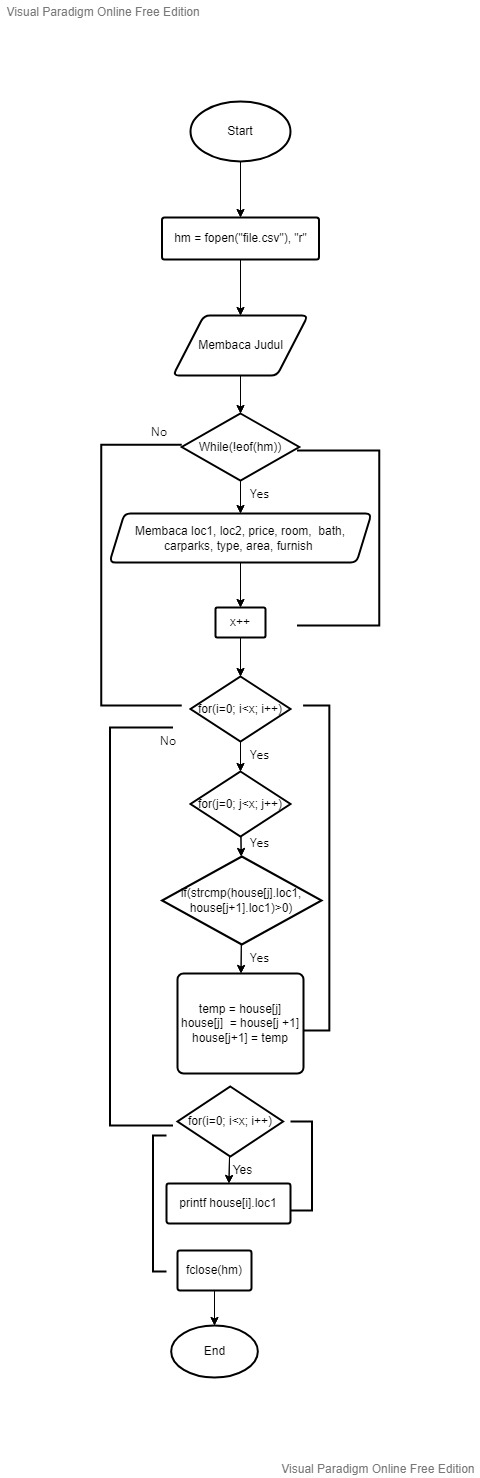 Visual Paradigm Online Free Edition
Start
hm = fopen("file.csv"), "r"
Membaca Judul
No
While(!eof(hm))
Yes
Membaca loc1, loc2, price, room, bath,
carparks, type, area, furnish
x++
for(i=0; i<x; i++)
No
Yes
for(j=0; j<x; j++)
Yes
if(strcmp(house[j].loc1,
house[j+1].loc1)>0)
Yes
temp = house[j]
house[j] = house[j +1]
house[j+1] = temp
for(i=0; i<x; i++)
Yes
printf house[i].loc1
fclose(hm)
End
Visual Paradigm Online Free Edition